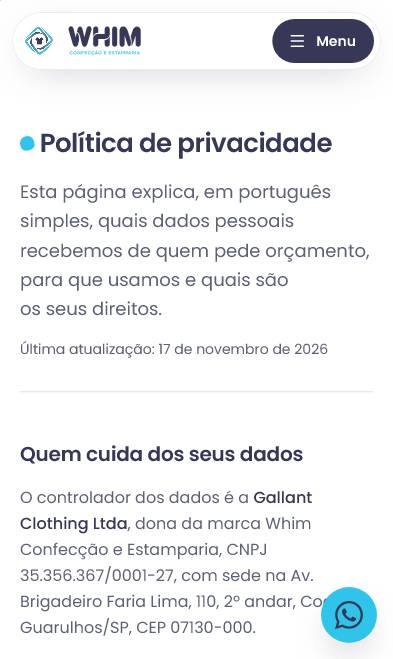 WHIM
CONFECÇÃO E ESTAMPARIA
Menu
Política de privacidade
Esta página explica, em português
simples, quais dados pessoais
recebemos de quem pede orçamento,
para que usamos e quais são
os seus direitos.
Última atualização: 17 de novembro de 2026
Quem cuida dos seus dados
O controlador dos dados é a Gallant
Clothing Ltda, dona da marca Whim
Confecção e Estamparia, CNPJ
35.356.367/0001-27, com sede na Av.
Brigadeiro Faria Lima, 110, 2º andar,
Guarulhos/SP, CEP 07130-000.